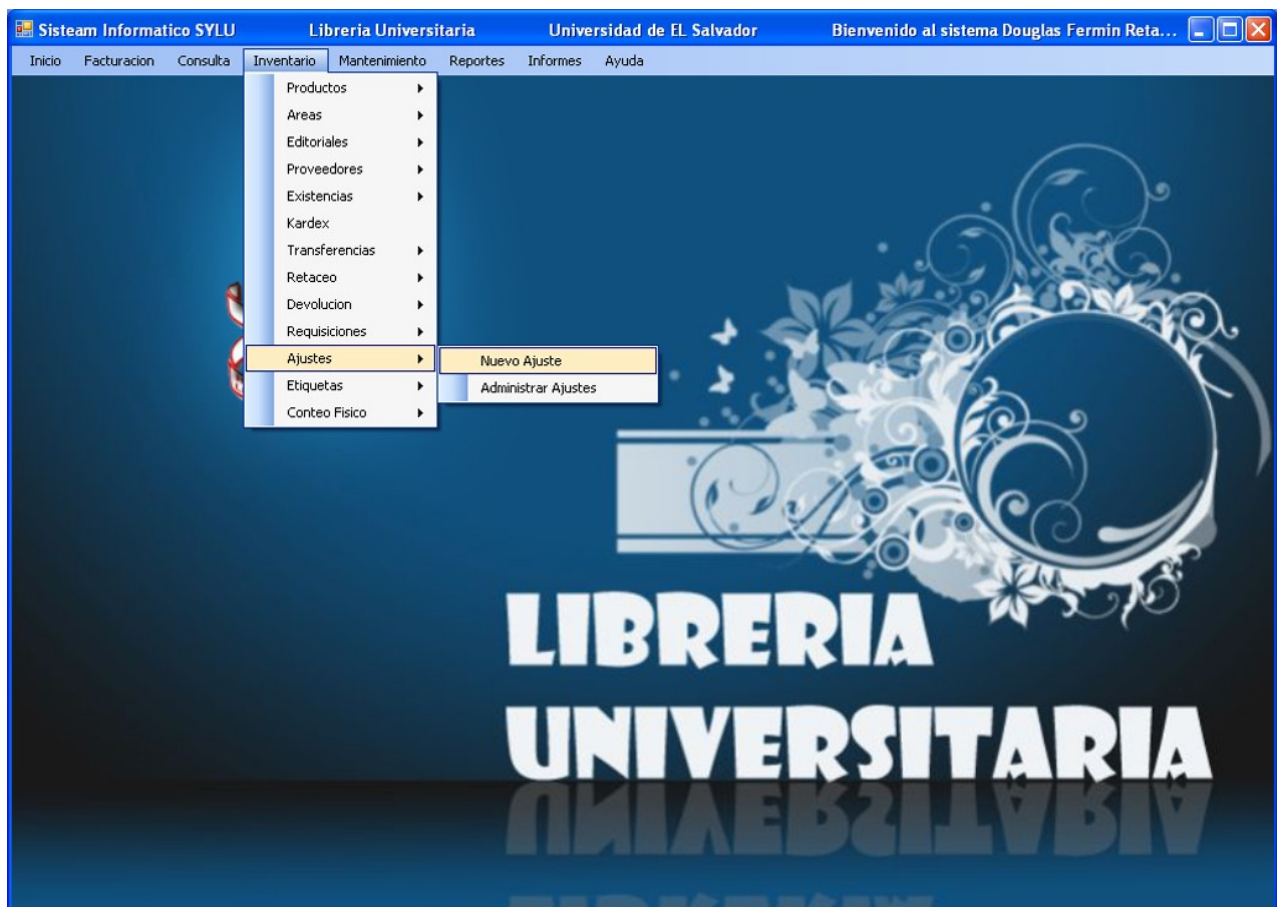 Sisteam Informatico SYLU Libreria Universitaria Universidad de EL Salvador Bienvenido al sistema Douglas Fermin Reta...
Inicio Facturacion Consulta Inventario Mantenimiento Reportes Informes Ayuda
Productos
Areas
Editoriales
Proveedores
Existencias
Kardex
Transferencias
Retaceo
Devolucion
Requisiciones
Ajustes
Nuevo Ajuste
Etiquetas
Administrar Ajustes
Conteo Fisico
LIBRERIA
UNIVERSITARIA